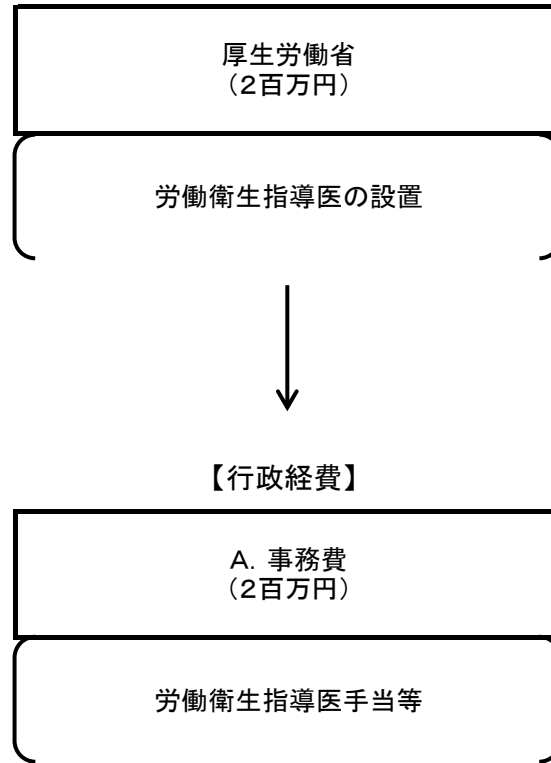 厚生労働省
（２百万円）
労働衛生指導医の設置
【行政経費】
Ａ．事務費
（２百万円）
労働衛生指導医手当等